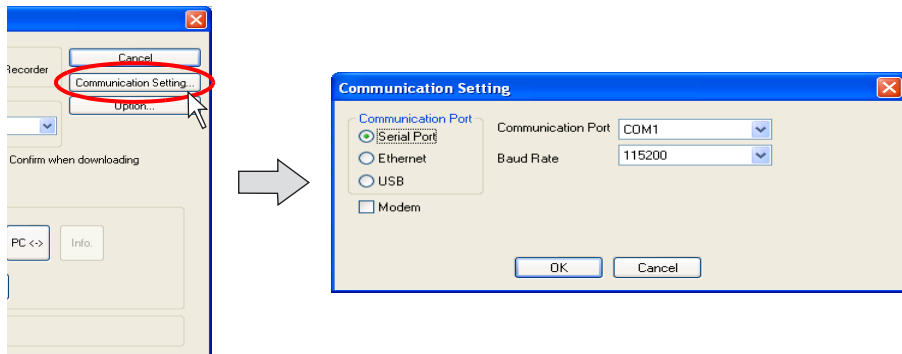 Recorder
Cancel
Communication Setting...
Option...
Confirm when downloading
PC <->
Info.
Communication Setting
Communication Port
Serial Port
Ethernet
USB
Modem
Communication Port COM1
Baud Rate 115200
OK Cancel